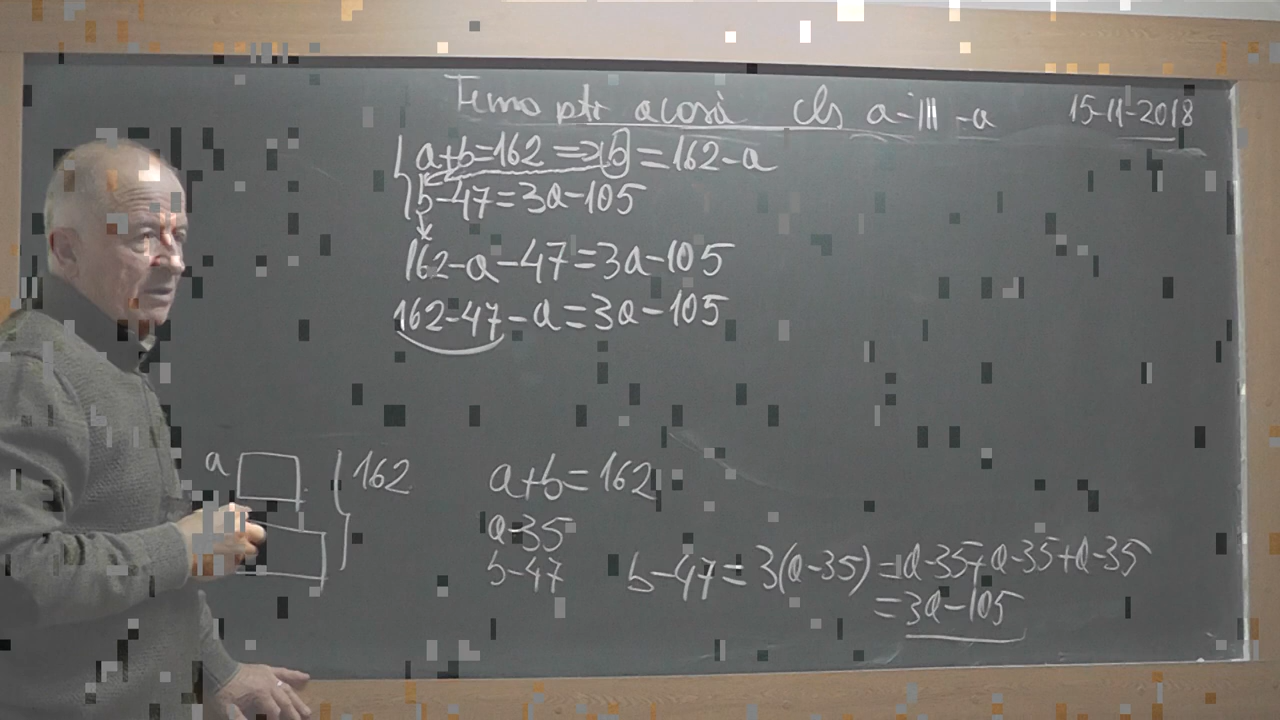 Tema ptr acasă cls a-III-a 15-11-2018
a+b=162 => b=162-a
b-47=3a-105
162-a-47=3a-105
162-47-a=3a-105
a 162
a+b=162
a-35
b-47
b-47=3(a-35)=a-35+a-35+a-35
=3a-105